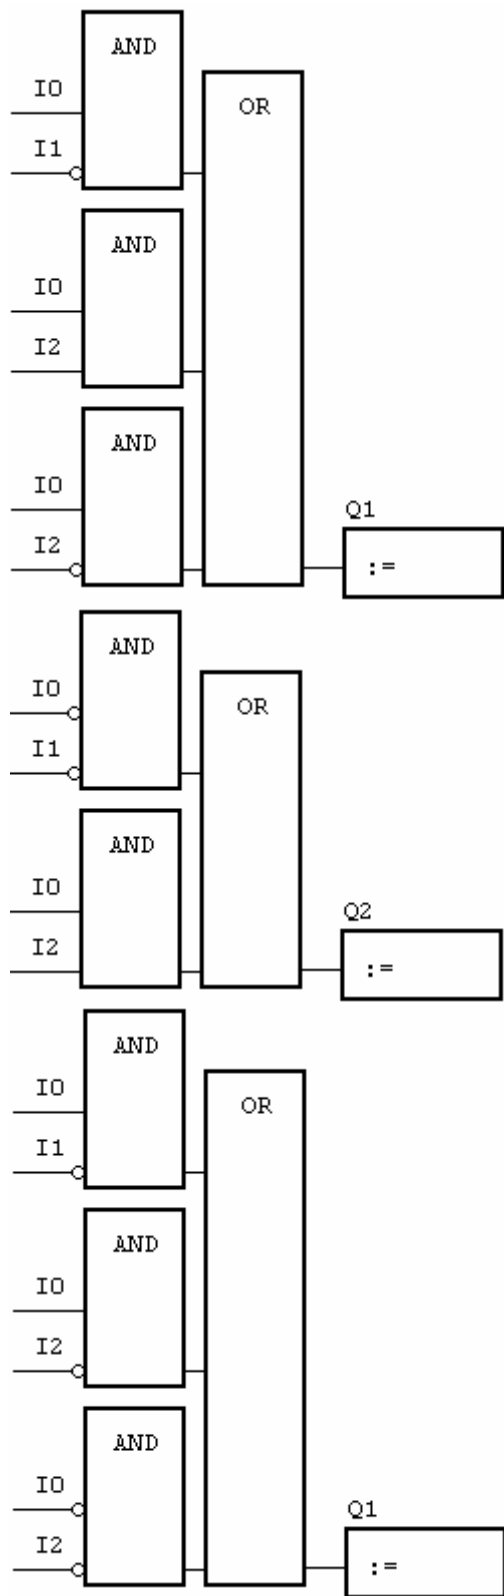 AND
I0
OR
I1
AND
I0
I2
AND
I0
Q1
I2
:=
AND
I0
OR
I1
AND
I0
Q2
I2
:=
AND
I0
OR
I1
AND
I0
I2
AND
I0
Q1
I2
:=